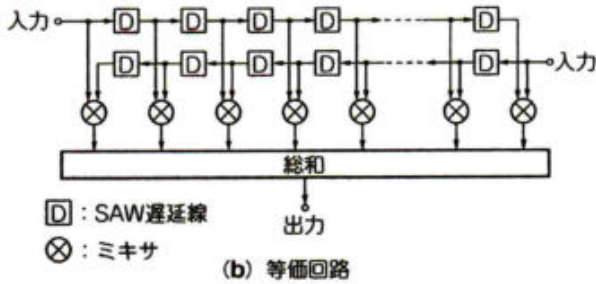 入力 D D D D D
D D D D D 入力
総和
D：SAW遅延線
出力
⊗：ミキサ
(b) 等価回路